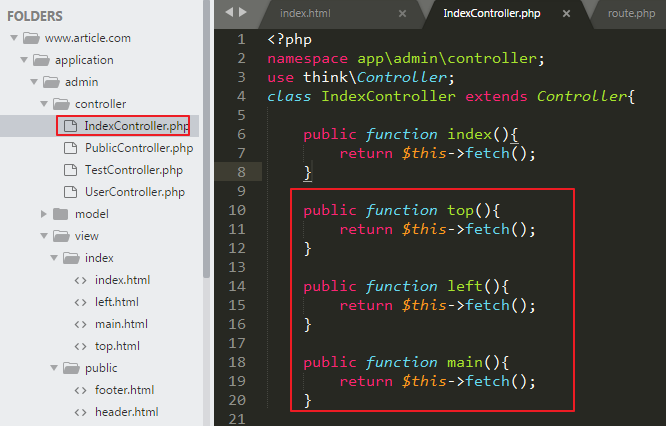 FOLDERS
www.article.com
application
admin
controller
IndexController.php
PublicController.php
TestController.php
UserController.php
model
view
index
index.html
left.html
main.html
top.html
public
footer.html
header.html
index.html × IndexController.php × route.php
1 <?php
2 namespace app\admin\controller;
3 use think\Controller;
4 class IndexController extends Controller{
5
6 public function index(){
7 return $this->fetch();
8 }
9
10 public function top(){
11 return $this->fetch();
12 }
13
14 public function left(){
15 return $this->fetch();
16 }
17
18 public function main(){
19 return $this->fetch();
20 }
21